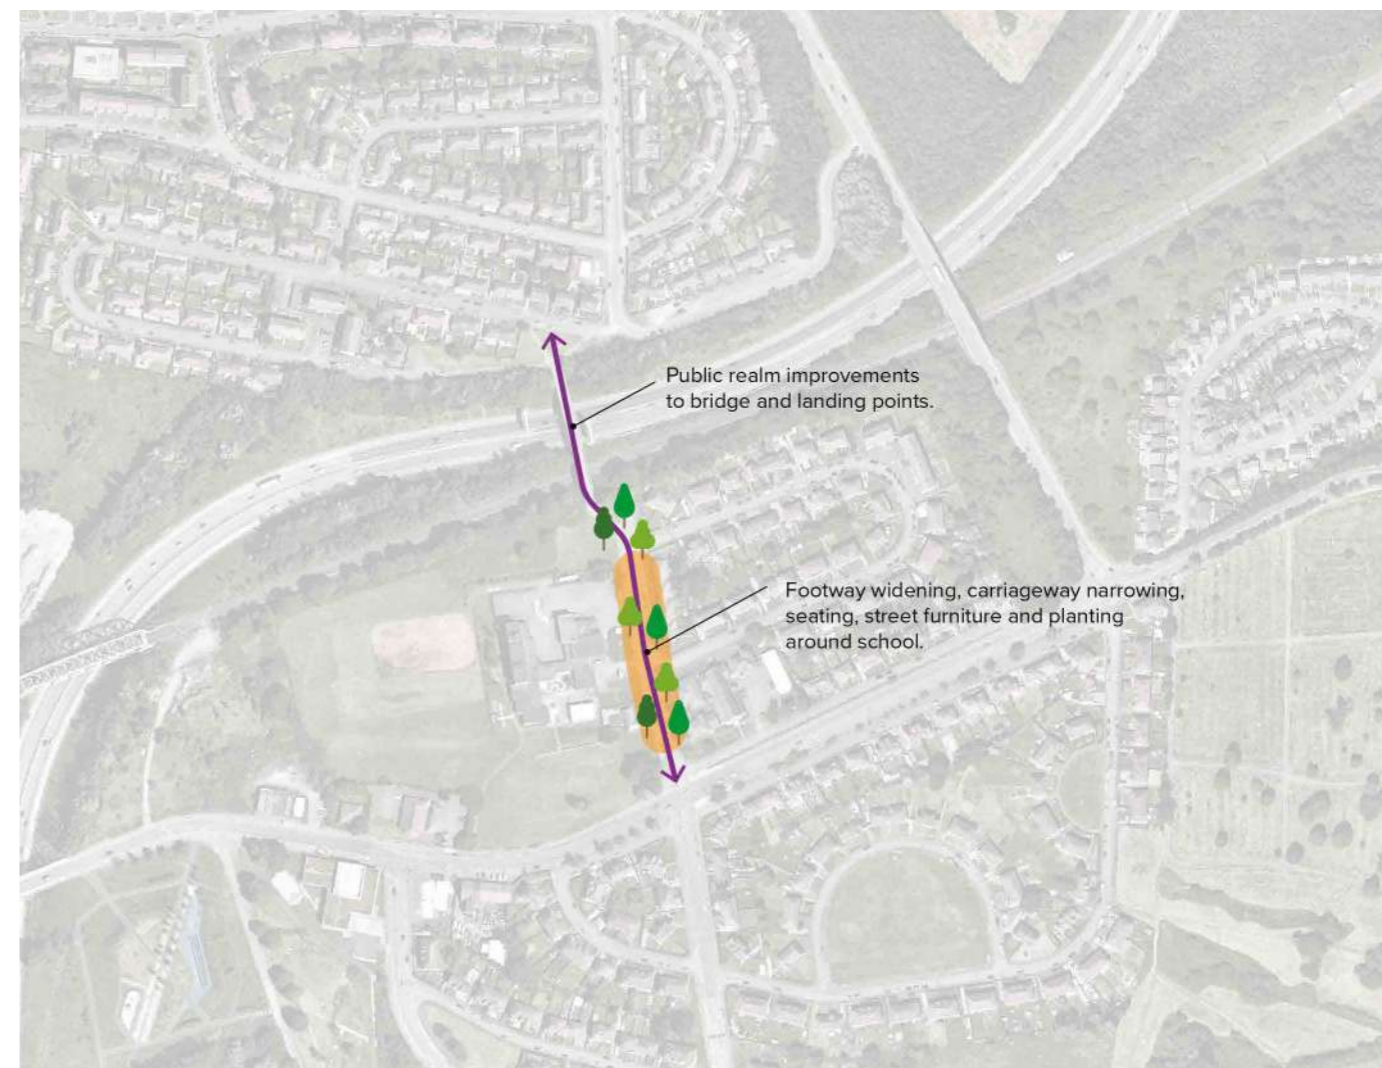 Public realm improvements
to bridge and landing points.
Footway widening, carriageway narrowing,
seating, street furniture and planting
around school.